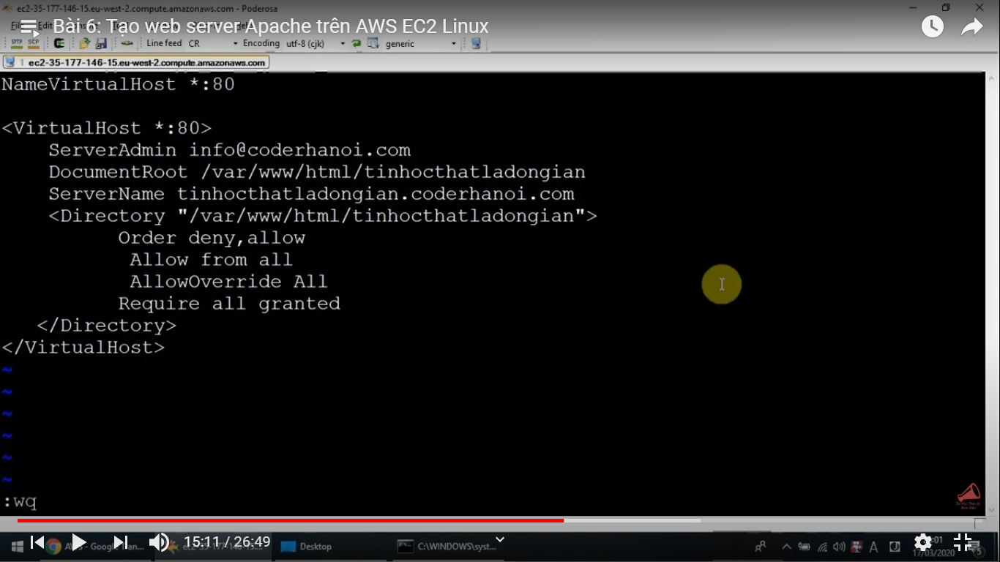 ec2-35-177-146-15.eu-west-2.compute.amazonaws.com - Poderosa
Bài 6: Tạo web server Apache trên AWS EC2 Linux
SFTP SCP Line feed CR Encoding utf-8 (cjk) generic
1 ec2-35-177-146-15.eu-west-2.compute.amazonaws.com
NameVirtualHost *:80
<VirtualHost *:80>
ServerAdmin info@coderhanoi.com
DocumentRoot /var/www/html/tinhocthatladongian
ServerName tinhocthatladongian.coderhanoi.com
<Directory "/var/www/html/tinhocthatladongian">
Order deny,allow
Allow from all
AllowOverride All
Require all granted
</Directory>
</VirtualHost>
~
~
~
~
~
~
:wq
15:11 / 26:49
Desktop
C:\WINDOWS\syst...
17/03/2020